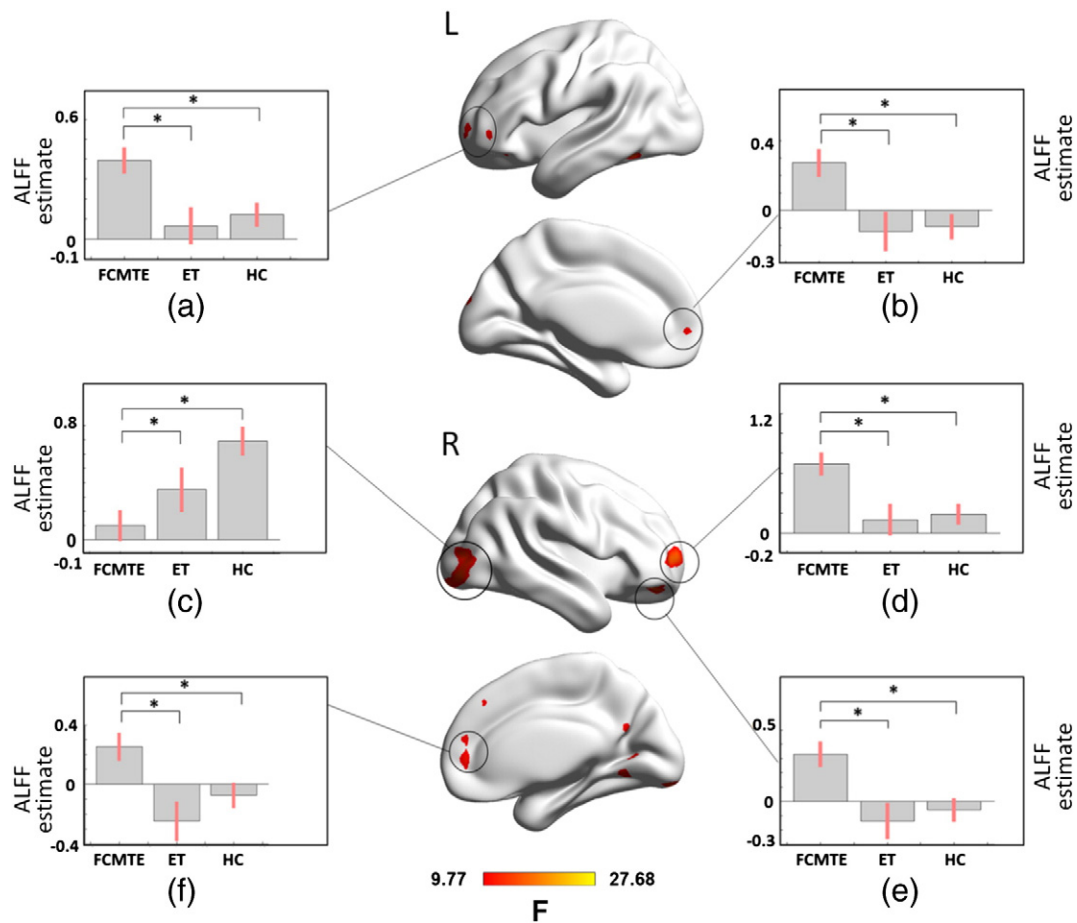 L
0.6
0
-0.1
ALFF
estimate
*
*
FCMTE ET HC
(a)
0.4
0
-0.3
ALFF
estimate
*
*
FCMTE ET HC
(b)
R
0.8
0
-0.1
ALFF
estimate
*
*
FCMTE ET HC
(c)
1.2
0
-0.2
ALFF
estimate
*
*
FCMTE ET HC
(d)
0.4
0
-0.4
ALFF
estimate
*
*
FCMTE ET HC
(f)
0.5
0
-0.3
ALFF
estimate
*
*
FCMTE ET HC
(e)
9.77 27.68
F